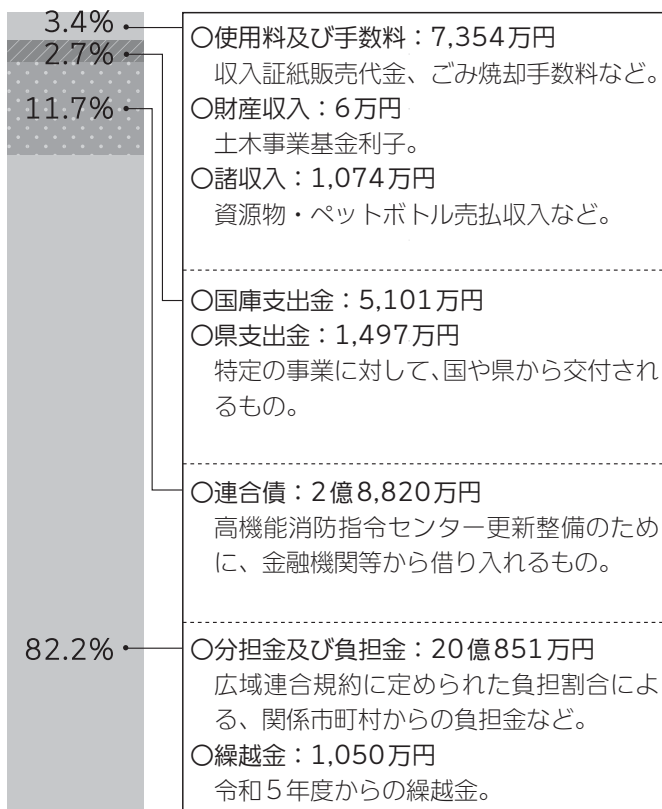 3.4%
〇使用料及び手数料：7,354万円
収入証紙販売代金、ごみ焼却手数料など。
〇財産収入：6万円
土木事業基金利子。
〇諸収入：1,074万円
資源物・ペットボトル売払収入など。
2.7%
〇国庫支出金：5,101万円
〇県支出金：1,497万円
特定の事業に対して、国や県から交付され
るもの。
11.7%
〇連合債：2億8,820万円
高機能消防指令センター更新整備のため
に、金融機関等から借り入れるもの。
82.2%
〇分担金及び負担金：20億851万円
広域連合規約に定められた負担割合によ
る、関係市町村からの負担金など。
〇繰越金：1,050万円
令和5年度からの繰越金。